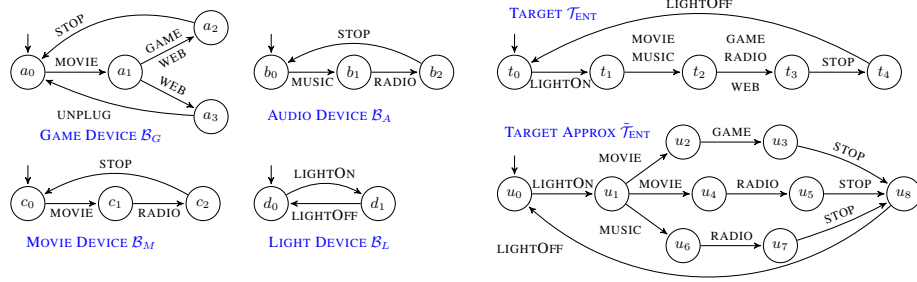 STOP
a0
MOVIE
a1
GAME
WEB
a2
WEB
a3
UNPLUG
GAME DEVICE B_G
STOP
b0
MUSIC
b1
RADIO
b2
AUDIO DEVICE B_A
STOP
c0
MOVIE
c1
RADIO
c2
MOVIE DEVICE B_M
LIGHTON
d0
d1
LIGHTOFF
LIGHT DEVICE B_L
TARGET T_ENT
LIGHTOFF
t0
LIGHTON
t1
MOVIE
MUSIC
t2
GAME
RADIO
WEB
t3
STOP
t4
TARGET APPROX T̃_ENT
u2
GAME
u3
STOP
MOVIE
u0
LIGHTON
u1
MOVIE
u4
RADIO
u5
STOP
u8
MUSIC
u6
RADIO
u7
STOP
LIGHTOFF